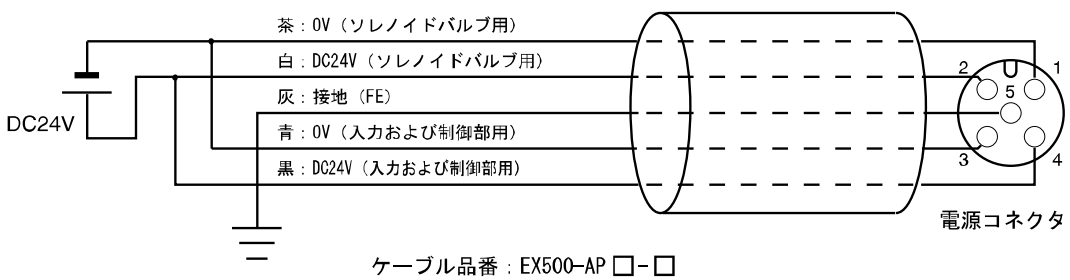 茶：0V（ソレノイドバルブ用）
白：DC24V（ソレノイドバルブ用）
灰：接地（FE）
青：0V（入力および制御部用）
黒：DC24V（入力および制御部用）
DC24V
2
1
5
3
4
電源コネクタ
ケーブル品番：EX500-AP□-□